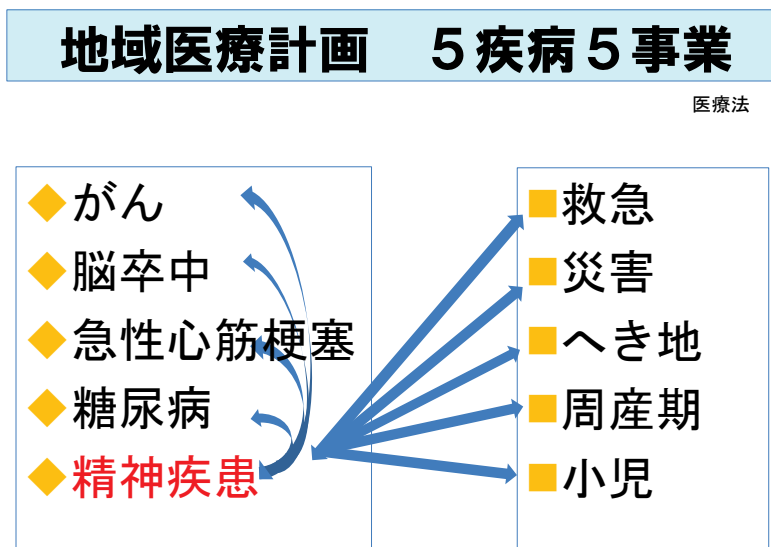 地域医療計画　５疾病５事業
医療法
◆がん
◆脳卒中
◆急性心筋梗塞
◆糖尿病
◆精神疾患
■救急
■災害
■へき地
■周産期
■小児